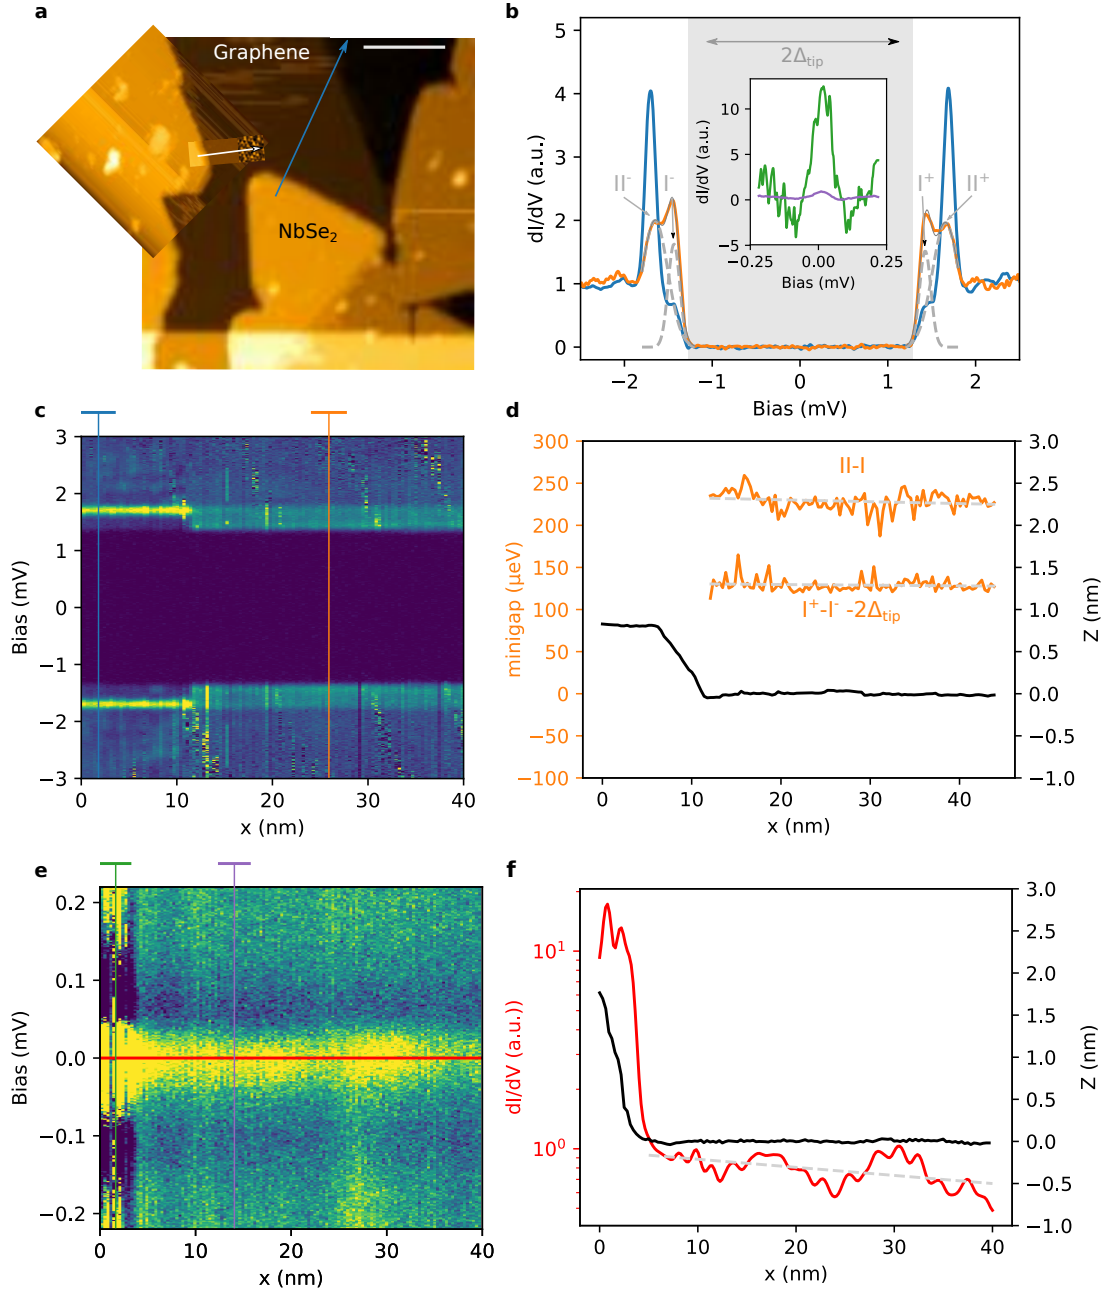 a
Graphene
NbSe₂
b
5
4
3
2
1
0
dI/dV (a.u.)
−2
−1
0
1
2
Bias (mV)
2Δtip
II⁻
I⁻
I⁺
II⁺
10
5
0
−5
dI/dV (a.u.)
−0.25
0.00
0.25
Bias (mV)
c
3
2
1
0
−1
−2
−3
Bias (mV)
0
10
20
30
40
x (nm)
d
300
250
200
150
100
50
0
−50
−100
minigap (μeV)
II-I
I⁺-I⁻ -2Δtip
3.0
2.5
2.0
1.5
1.0
0.5
0.0
−0.5
−1.0
Z (nm)
0
10
20
30
40
x (nm)
e
0.2
0.1
0.0
−0.1
−0.2
Bias (mV)
0
10
20
30
40
x (nm)
f
10¹
10⁰
dI/dV (a.u.))
3.0
2.5
2.0
1.5
1.0
0.5
0.0
−0.5
−1.0
Z (nm)
0
10
20
30
40
x (nm)